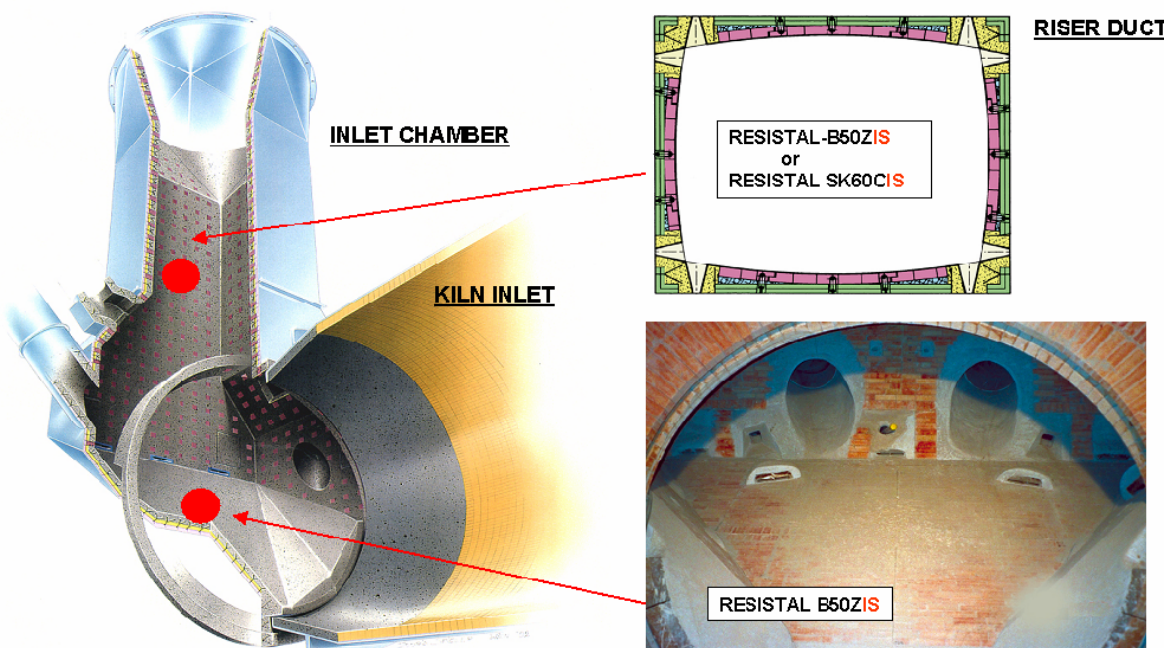 RISER DUCT
INLET CHAMBER
RESISTAL-B50ZIS
or
RESISTAL SK60CIS
KILN INLET
RESISTAL B50ZIS